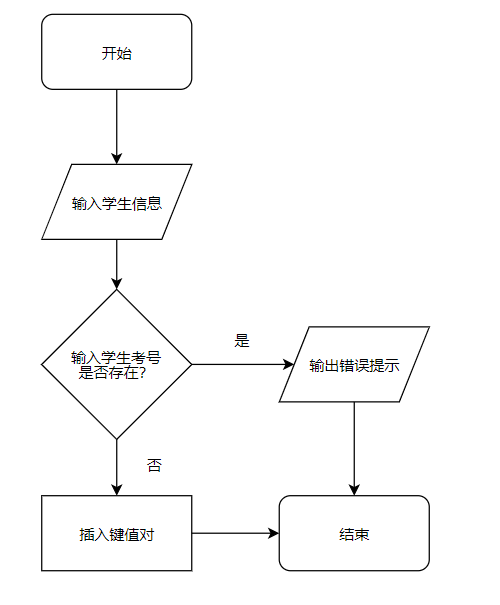 开始
输入学生信息
输入学生考号
是否存在？
是
输出错误提示
否
插入键值对
结束